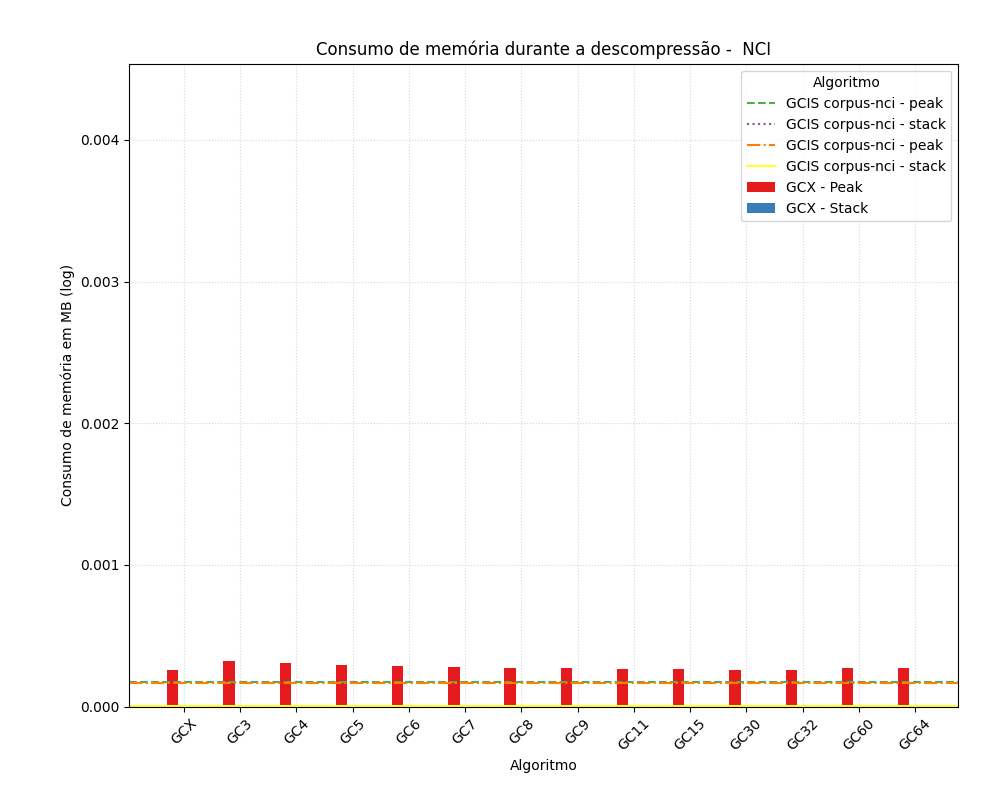 Consumo de memória durante a descompressão -  NCI
Algoritmo
GCIS corpus-nci - peak
GCIS corpus-nci - stack
GCIS corpus-nci - peak
GCIS corpus-nci - stack
GCX - Peak
GCX - Stack
Consumo de memória em MB (log)
0.004
0.003
0.002
0.001
0.000
GCX
GC3
GC4
GC5
GC6
GC7
GC8
GC9
GC11
GC15
GC30
GC32
GC60
GC64
Algoritmo